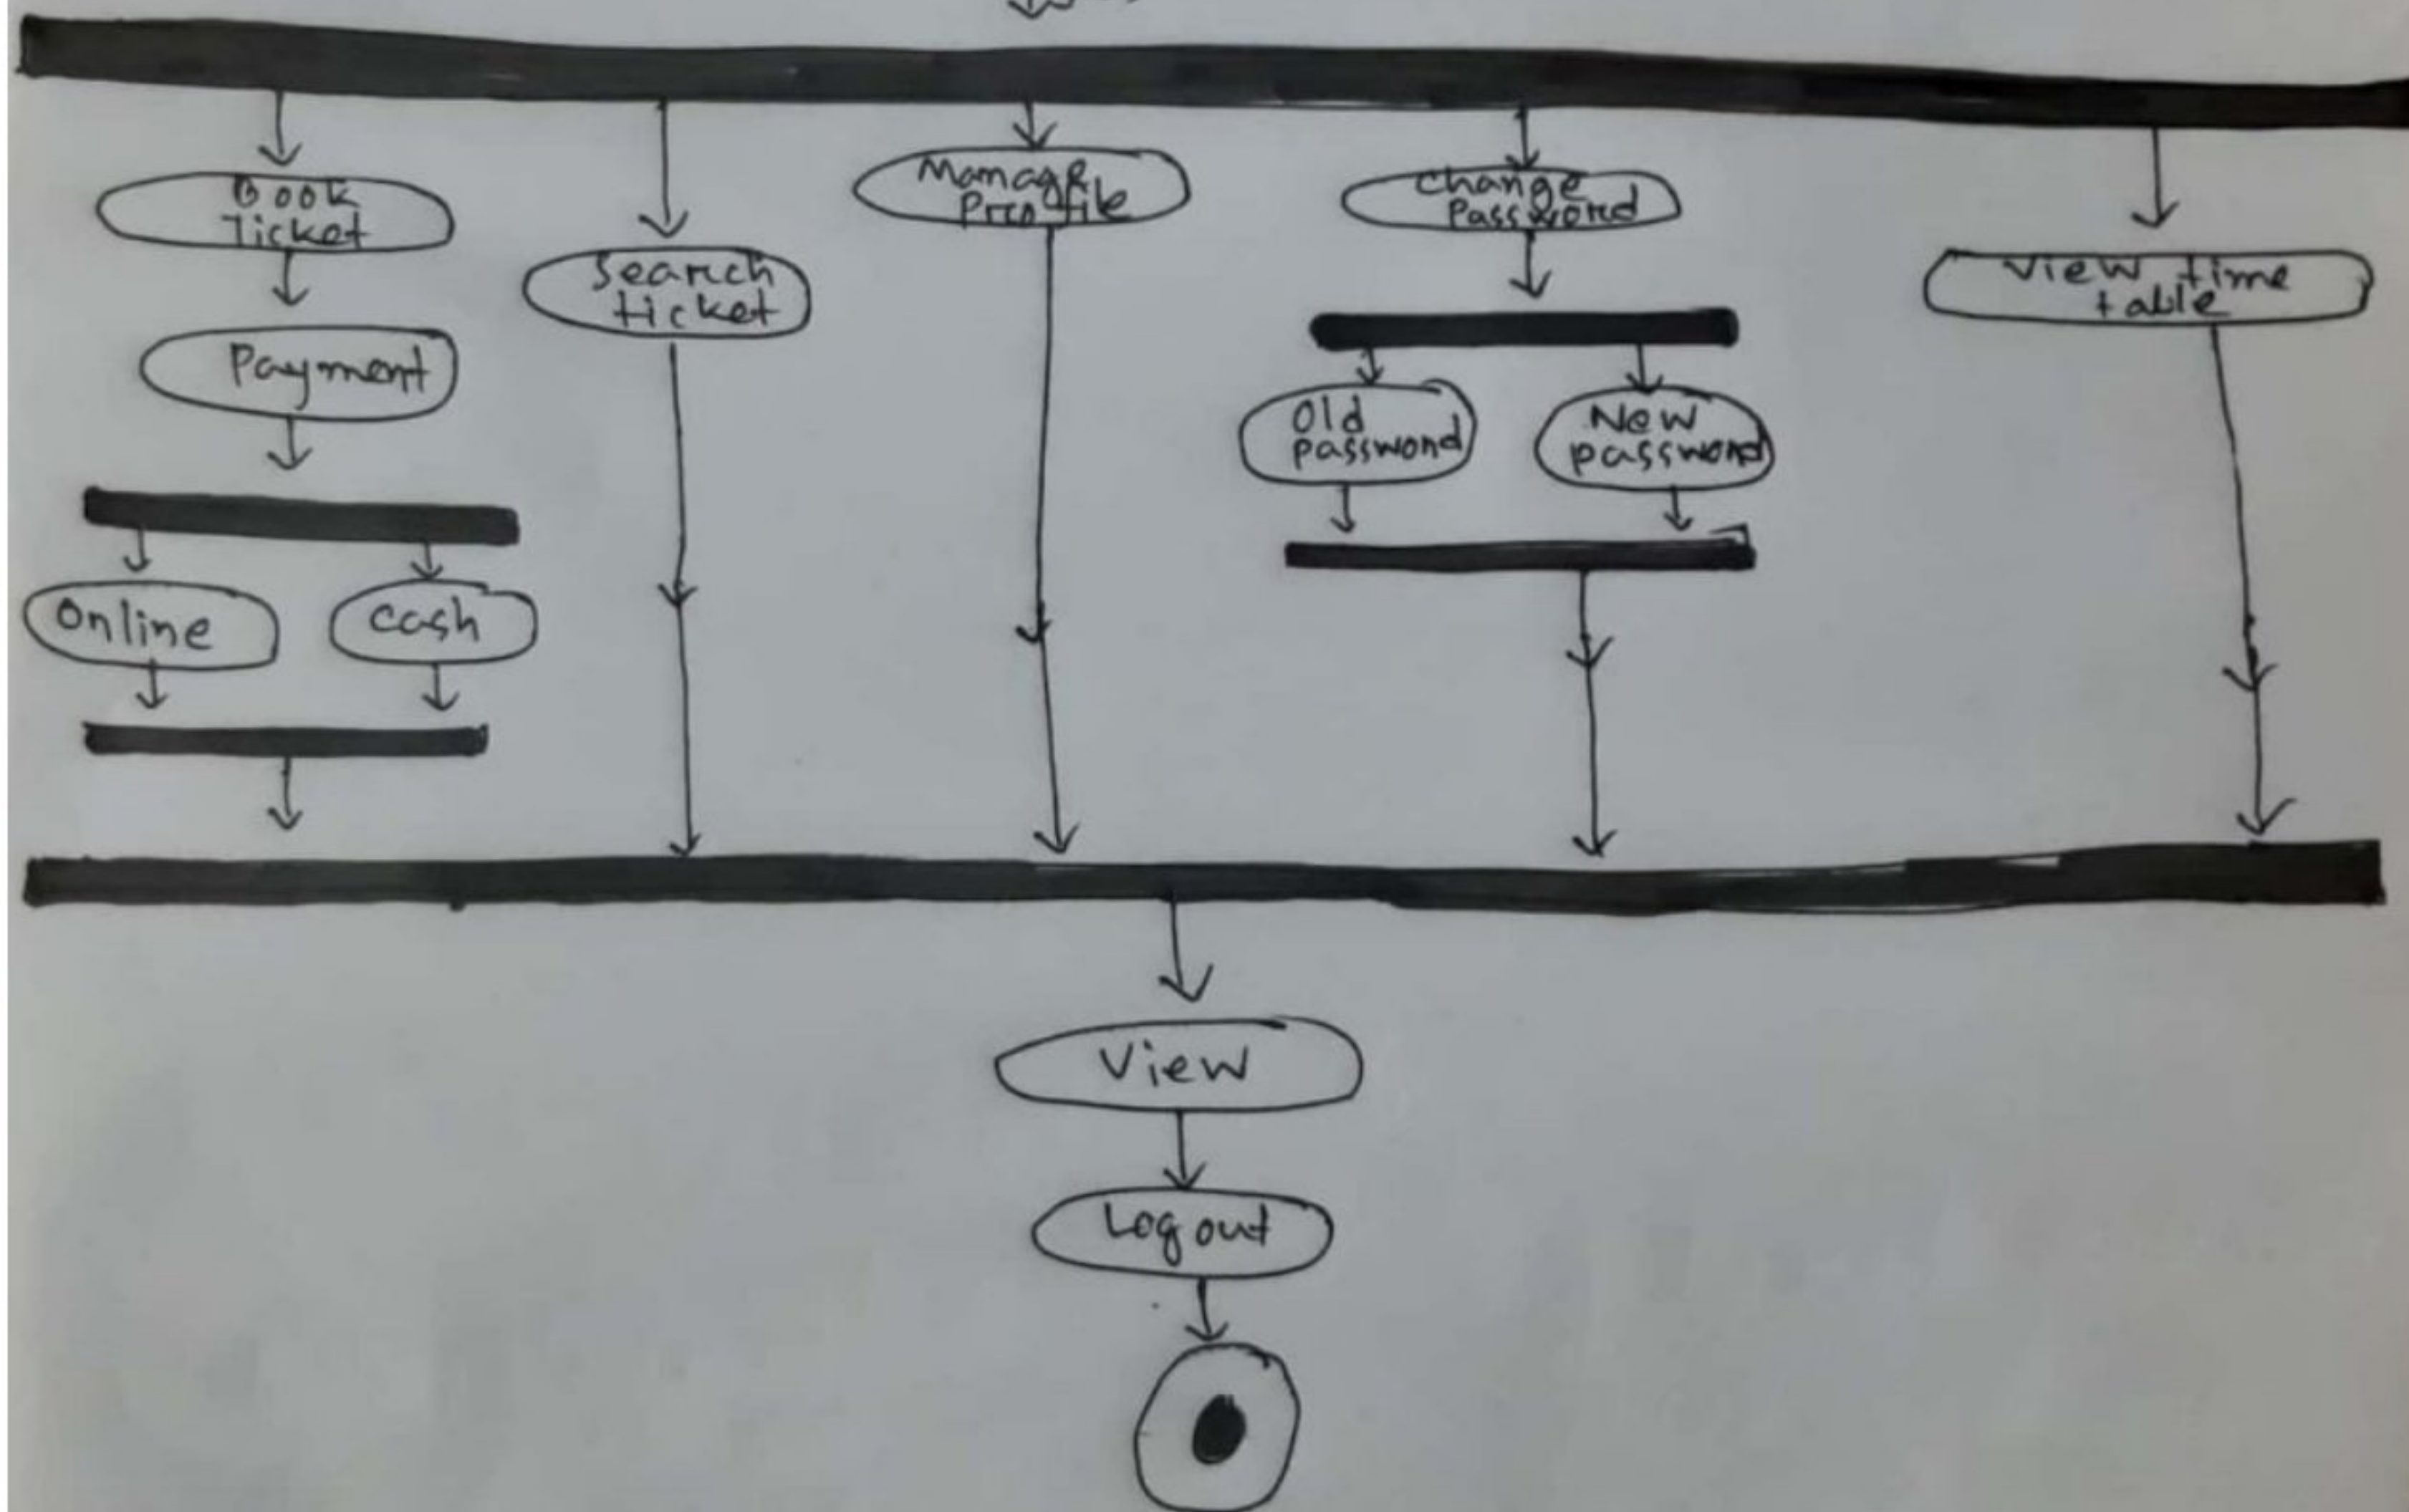 Book
Ticket
Search
ticket
Manage
Profile
change
Password
view time
table
Payment
Old
password
New
password
Online
cash
View
Log out